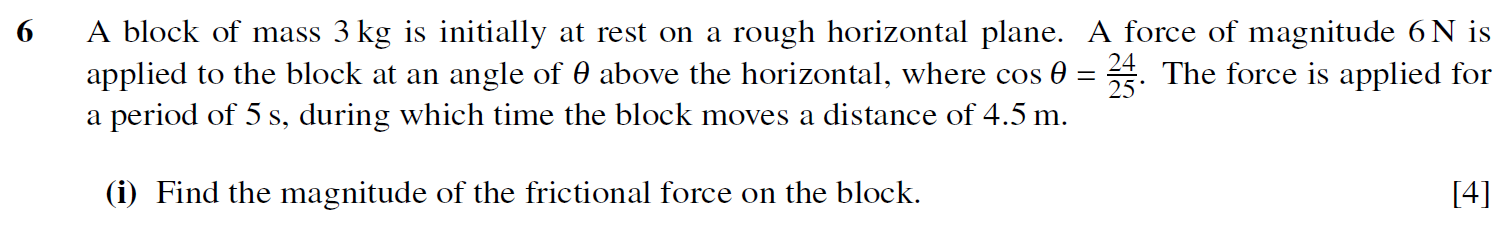 6 A block of mass 3 kg is initially at rest on a rough horizontal plane. A force of magnitude 6 N is
applied to the block at an angle of θ above the horizontal, where cos θ = 24/25. The force is applied for
a period of 5 s, during which time the block moves a distance of 4.5 m.
(i) Find the magnitude of the frictional force on the block. [4]